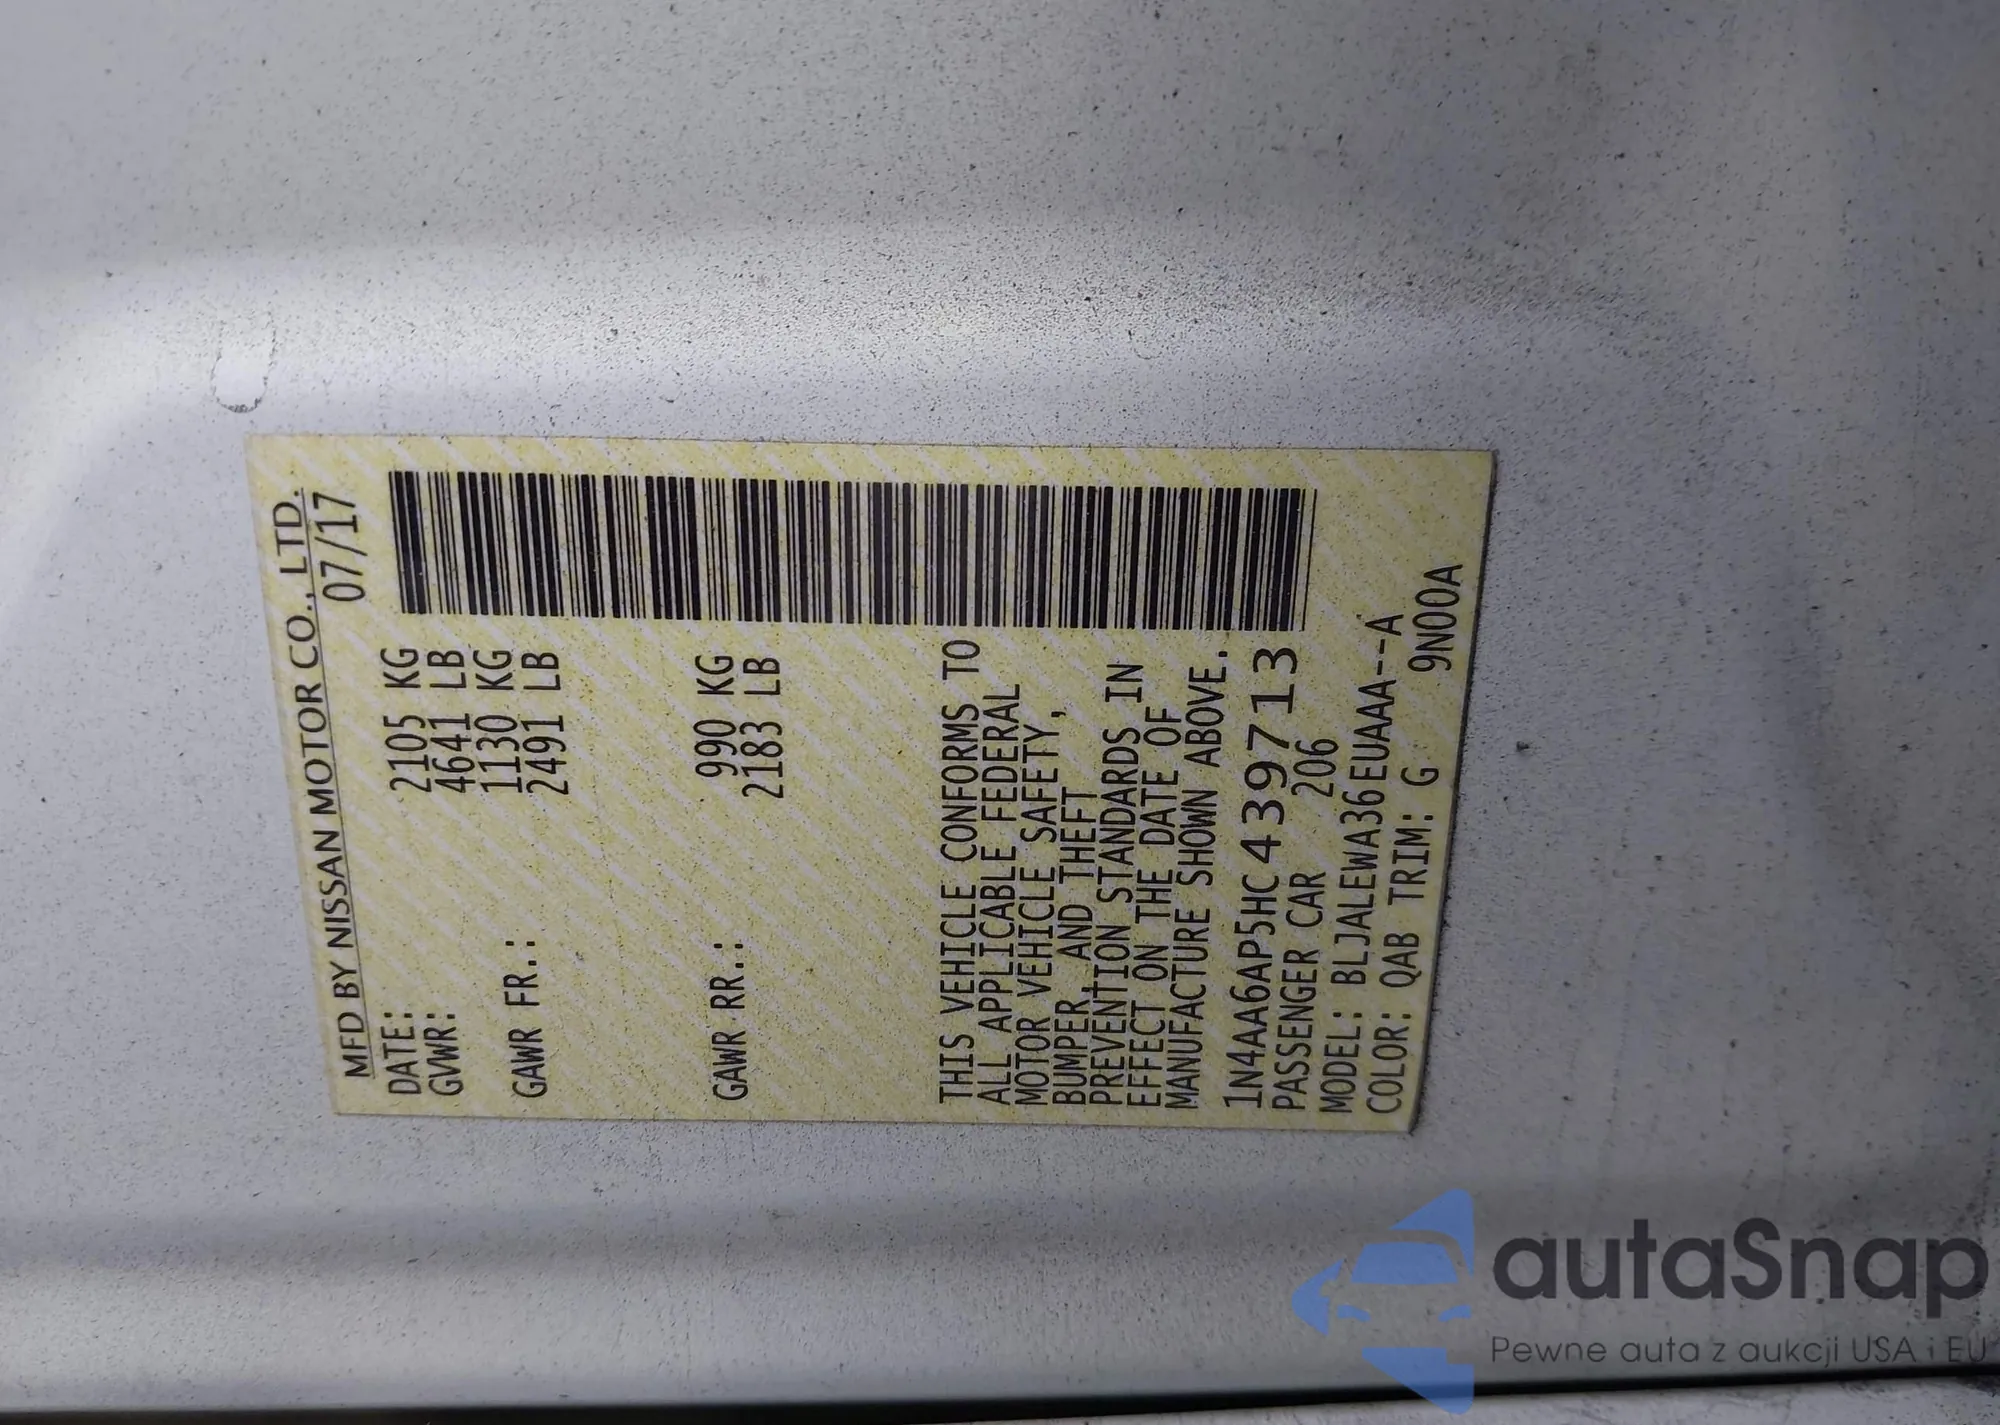 MFD BY NISSAN MOTOR CO., LTD.
DATE: 07/17
GVWR: 2105 KG
4641 LB
GAWR FR.: 1130 KG
2491 LB
GAWR RR.: 990 KG
2183 LB
THIS VEHICLE CONFORMS TO
ALL APPLICABLE FEDERAL
MOTOR VEHICLE SAFETY,
BUMPER, AND THEFT
PREVENTION STANDARDS IN
EFFECT ON THE DATE OF
MANUFACTURE SHOWN ABOVE.
1N4AA6AP5HC439713
PASSENGER CAR 206
MODEL: BLJALEWA36EUAAA--A
COLOR: QAB TRIM: G 9N00A
autaSnap
Pewne auta z aukcji USA i EU